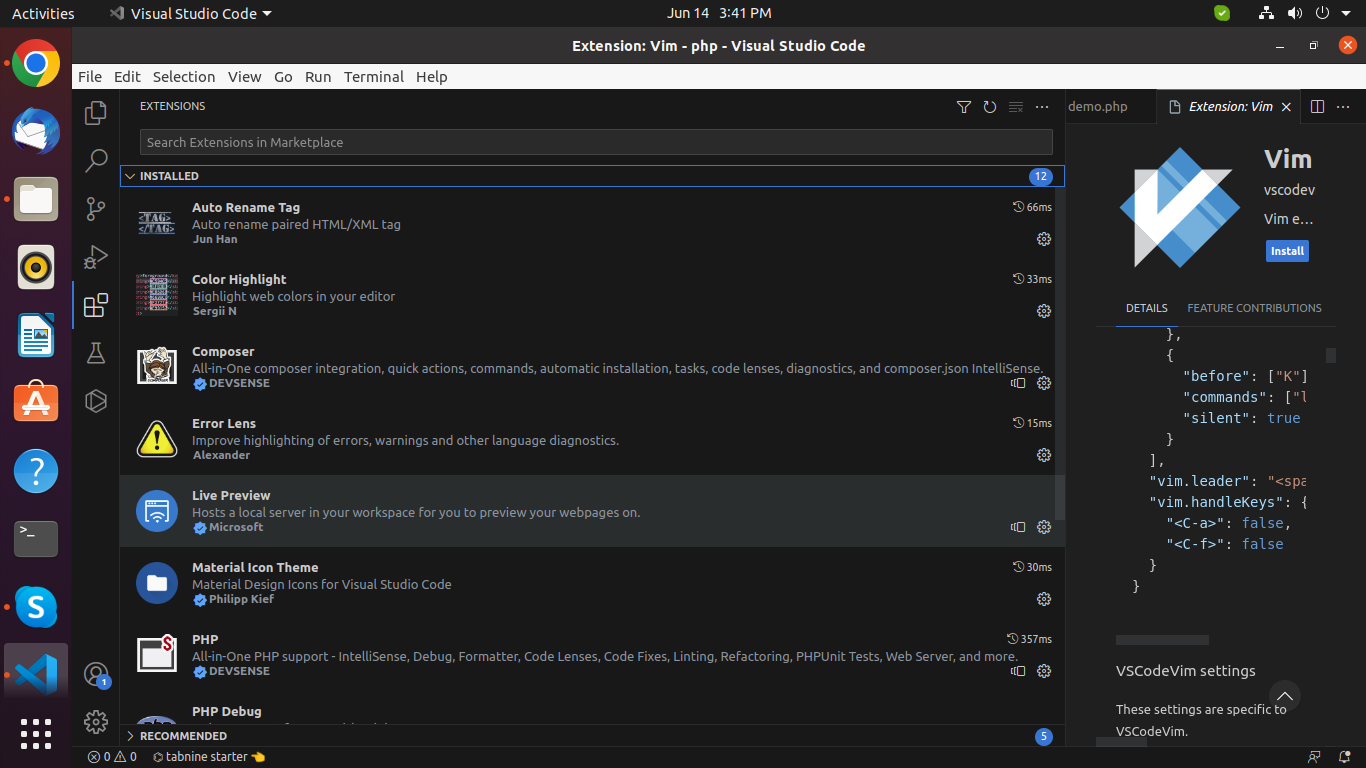 Activities
Visual Studio Code
Jun 14 3:41 PM
Extension: Vim - php - Visual Studio Code
File Edit Selection View Go Run Terminal Help
EXTENSIONS
Search Extensions in Marketplace
INSTALLED
12
Auto Rename Tag
66ms
Auto rename paired HTML/XML tag
Jun Han
Color Highlight
33ms
Highlight web colors in your editor
Sergii N
Composer
All-in-One composer integration, quick actions, commands, automatic installation, tasks, code lenses, diagnostics, and composer.json IntelliSense.
DEVSENSE
Error Lens
15ms
Improve highlighting of errors, warnings and other language diagnostics.
Alexander
Live Preview
Hosts a local server in your workspace for you to preview your webpages on.
Microsoft
Material Icon Theme
30ms
Material Design Icons for Visual Studio Code
Philipp Kief
PHP
357ms
All-in-One PHP support - IntelliSense, Debug, Formatter, Code Lenses, Code Fixes, Linting, Refactoring, PHPUnit Tests, Web Server, and more.
DEVSENSE
PHP Debug
RECOMMENDED
5
demo.php
Extension: Vim
Vim
vscodev
Vim e...
Install
DETAILS
FEATURE CONTRIBUTIONS
},
{
"before": ["K"]
"commands": ["l
"silent": true
}
],
"vim.leader": "<spa
"vim.handleKeys": {
"<C-a>": false,
"<C-f>": false
}
}
VSCodeVim settings
These settings are specific to
VSCodeVim.
1
0 0
tabnine starter